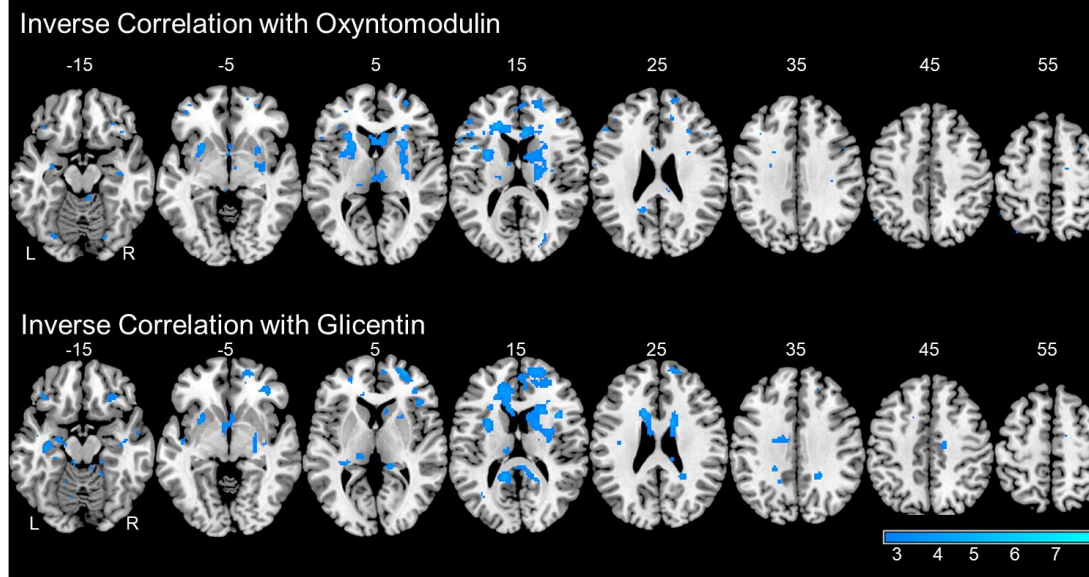 Inverse Correlation with Oxyntomodulin
-15 -5 5 15 25 35 45 55
L R
Inverse Correlation with Glicentin
-15 -5 5 15 25 35 45 55
L R
3 4 5 6 7